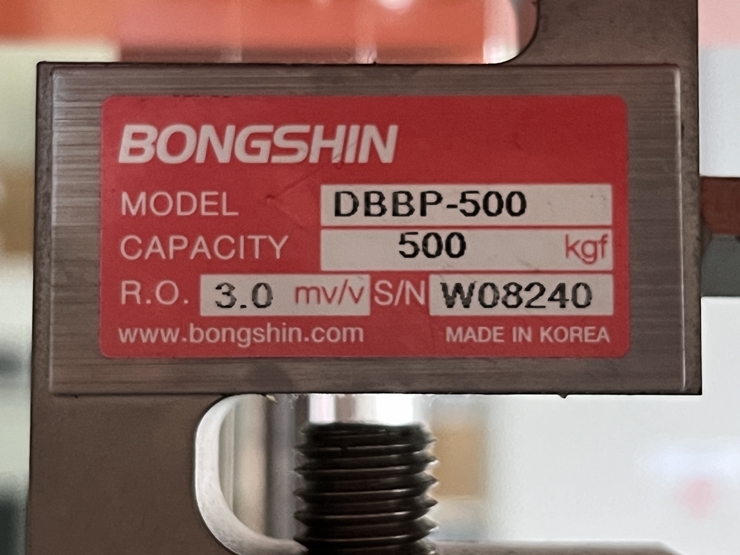 BONGSHIN
MODEL DBBP-500
CAPACITY 500 kgf
R.O. 3.0 mv/v S/N W08240
www.bongshin.com MADE IN KOREA